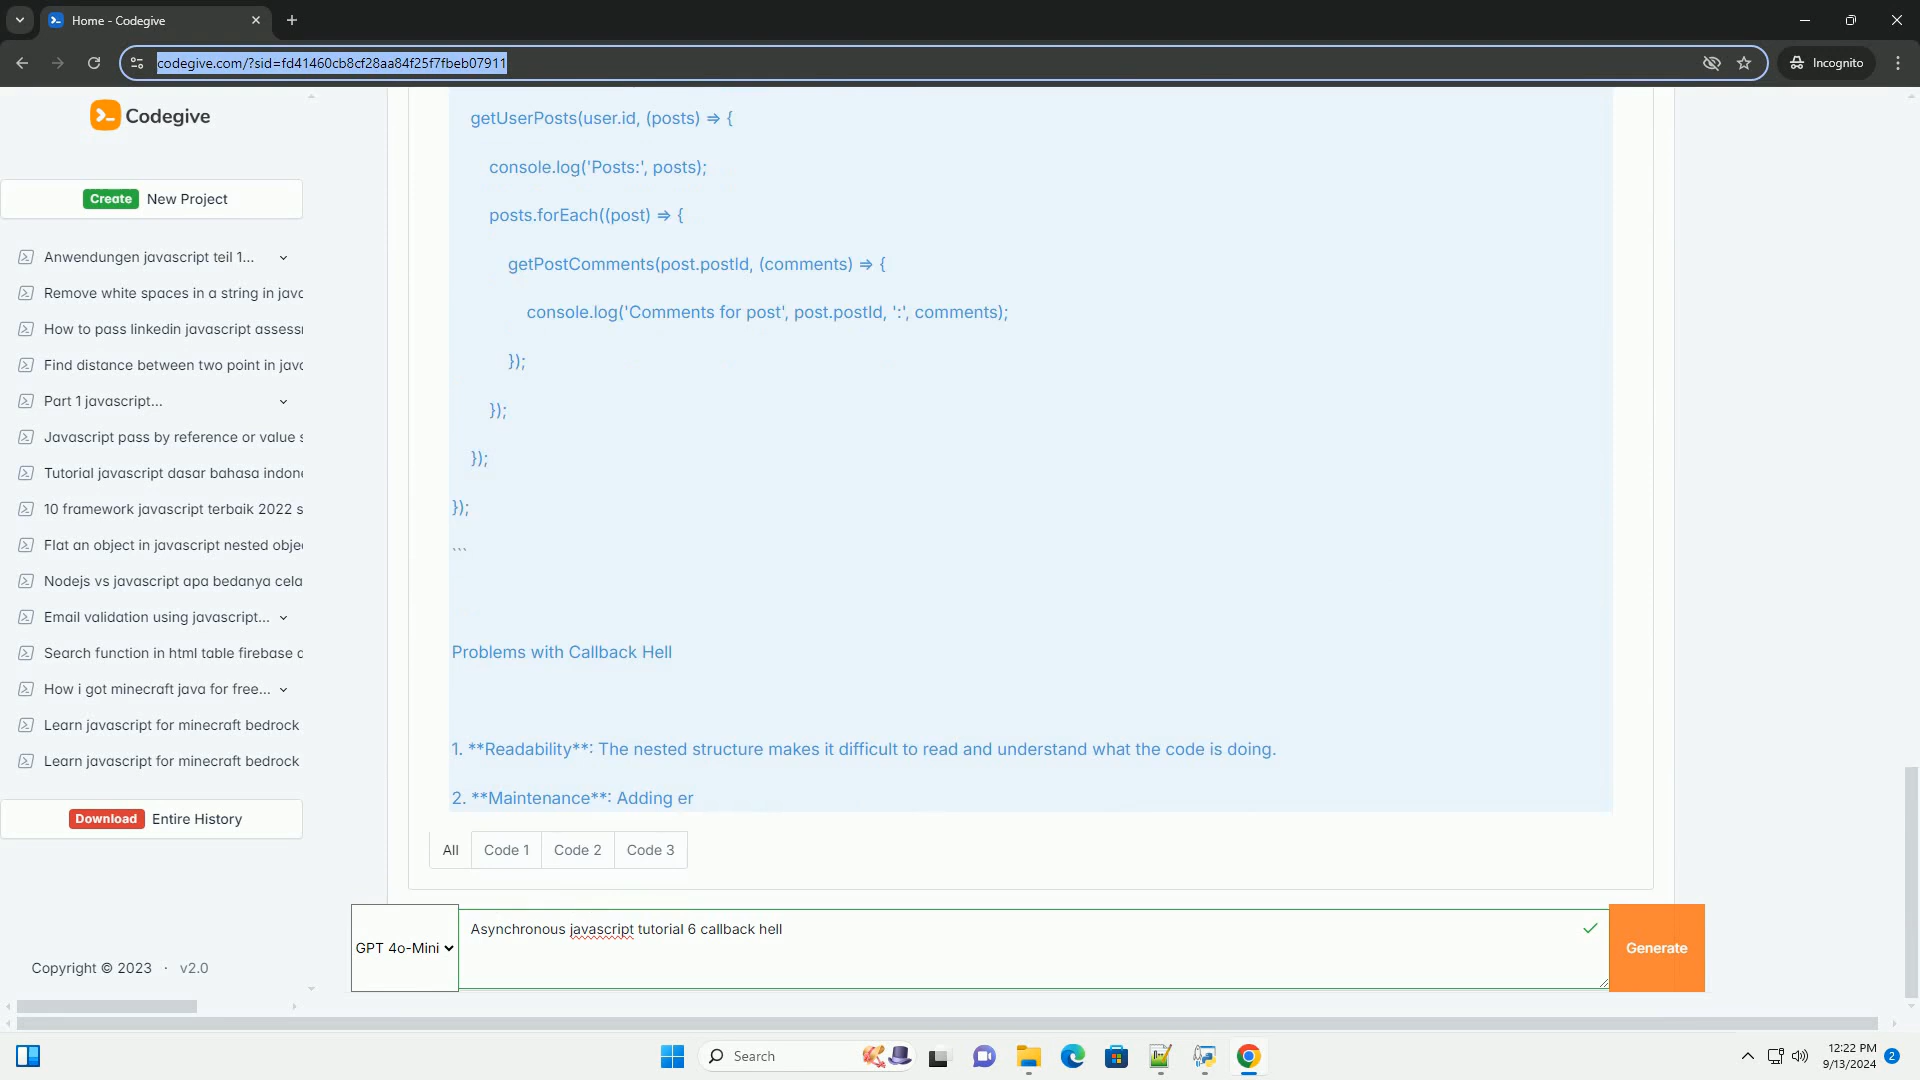 Home - Codegive
codegive.com/?sid=fd41460cb8cf28aa84f25f7fbeb07911
Incognito
Codegive
Create New Project
Anwendungen javascript teil 1...
Remove white spaces in a string in java
How to pass linkedin javascript assess
Find distance between two point in java
Part 1 javascript...
Javascript pass by reference or value s
Tutorial javascript dasar bahasa indone
10 framework javascript terbaik 2022 s
Flat an object in javascript nested obje
Nodejs vs javascript apa bedanya cela
Email validation using javascript...
Search function in html table firebase
How i got minecraft java for free...
Learn javascript for minecraft bedrock
Learn javascript for minecraft bedrock
Download Entire History
Copyright © 2023 · v2.0
getUserPosts(user.id, (posts) => {
console.log('Posts:', posts);
posts.forEach((post) => {
getPostComments(post.postId, (comments) => {
console.log('Comments for post', post.postId, ':', comments);
});
});
});
});
```
Problems with Callback Hell
1. **Readability**: The nested structure makes it difficult to read and understand what the code is doing.
2. **Maintenance**: Adding er
All Code 1 Code 2 Code 3
GPT 4o-Mini
Asynchronous javascript tutorial 6 callback hell
Generate
Search
12:22 PM
9/13/2024
2